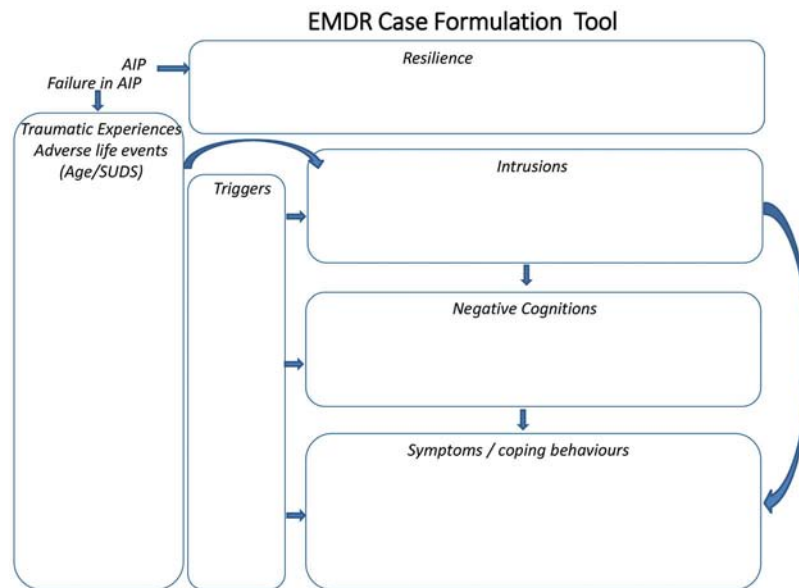 EMDR Case Formulation Tool
AIP
Resilience
Failure in AIP
Traumatic Experiences
Adverse life events
(Age/SUDS)
Triggers
Intrusions
Negative Cognitions
Symptoms / coping behaviours